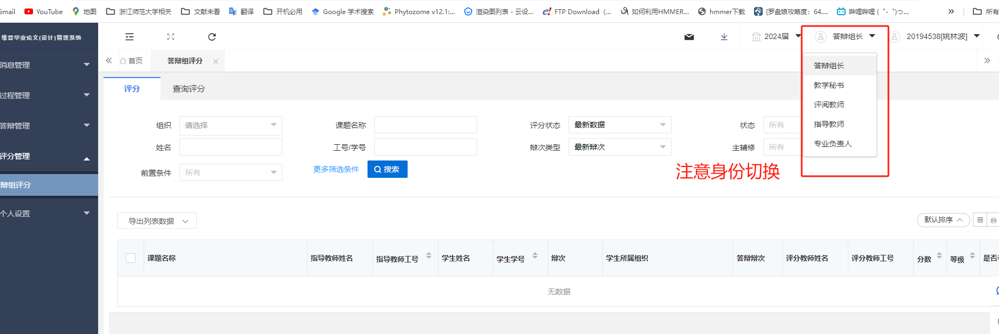 Gmail YouTube 地图 浙江师范大学相关 文献未看 翻译 开机必用 Google 学术搜索 Phytozome v12.1:... 渲染图列表 - 云设... FTP Download (... 如何利用HMMER... hmmer下载 [罗盘娘攻略度：64.... 哔哩哔哩 ( ゜- ゜)つ... » 所有
维普毕业论文(设计)管理系统
2024届 答辩组长 20194538[姚林波]
消息管理
过程管理
答辩管理
评分管理
辩组评分
个人设置
首页 答辩组评分 ×
答辩组长
教学秘书
评阅教师
指导教师
专业负责人
评分 查询评分
组织 请选择 课题名称 评分状态 最新数据 状态 所有
姓名 工号/学号 辩次类型 最新辩次 主辅修 所有
前置条件 所有 更多筛选条件 搜索
注意身份切换
导出列表数据 默认排序
课题名称 指导教师姓名 指导教师工号 学生姓名 学生学号 辩次 学生所属组织 答辩辩次 评分教师姓名 评分教师工号 分数 等级 是否
无数据